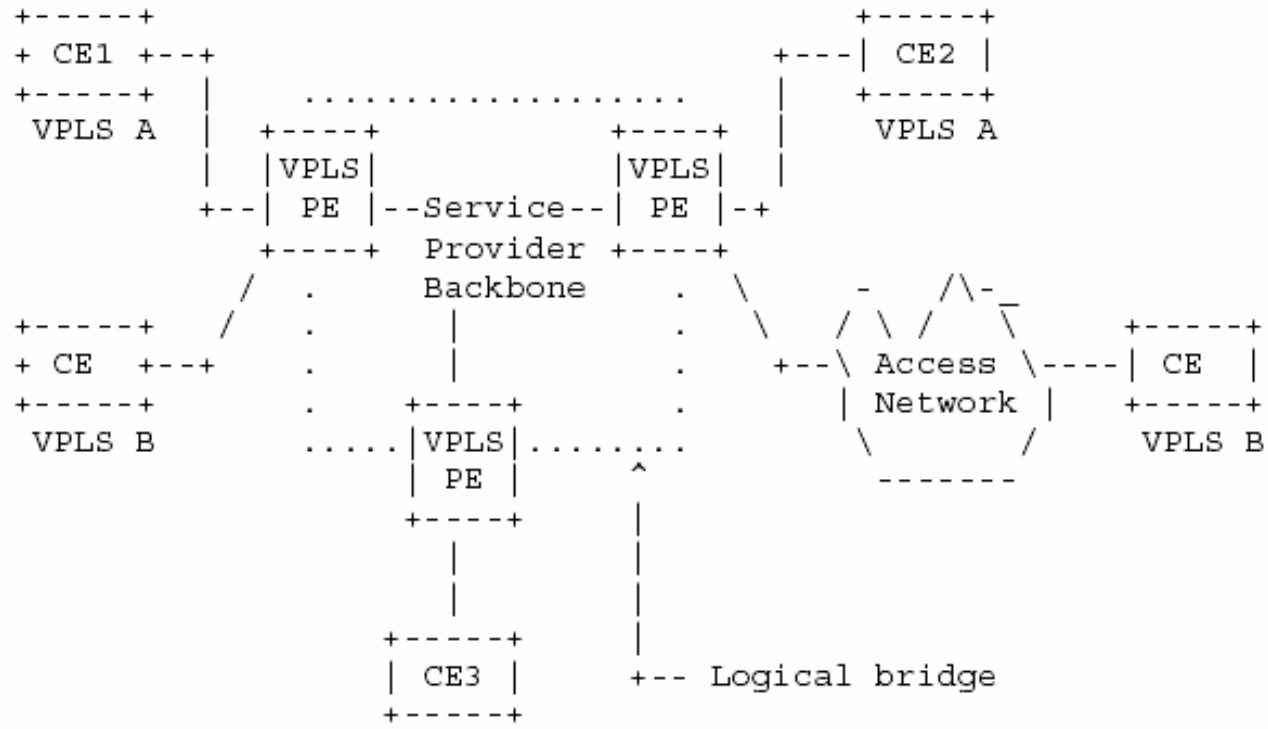 CE1 CE2
VPLS A VPLS A
VPLS VPLS
PE Service PE
Provider
Backbone
CE Access CE
Network
VPLS B VPLS VPLS B
PE
CE3 Logical bridge